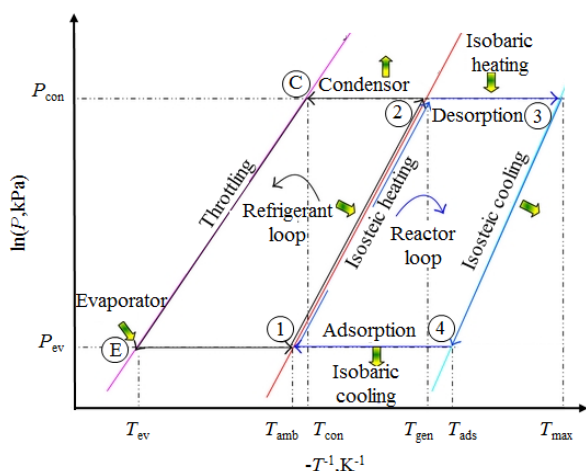 Isobaric
heating
C
Condensor
P_con
2
Desorption
3
ln(P,kPa)
Throttling
Isosteic heating
Isosteic cooling
Refrigerant
loop
Reactor
loop
Evaporator
1
Adsorption
4
P_ev
E
Isobaric
cooling
T_ev
T_amb
T_con
T_gen
T_ads
T_max
-T⁻¹,K⁻¹